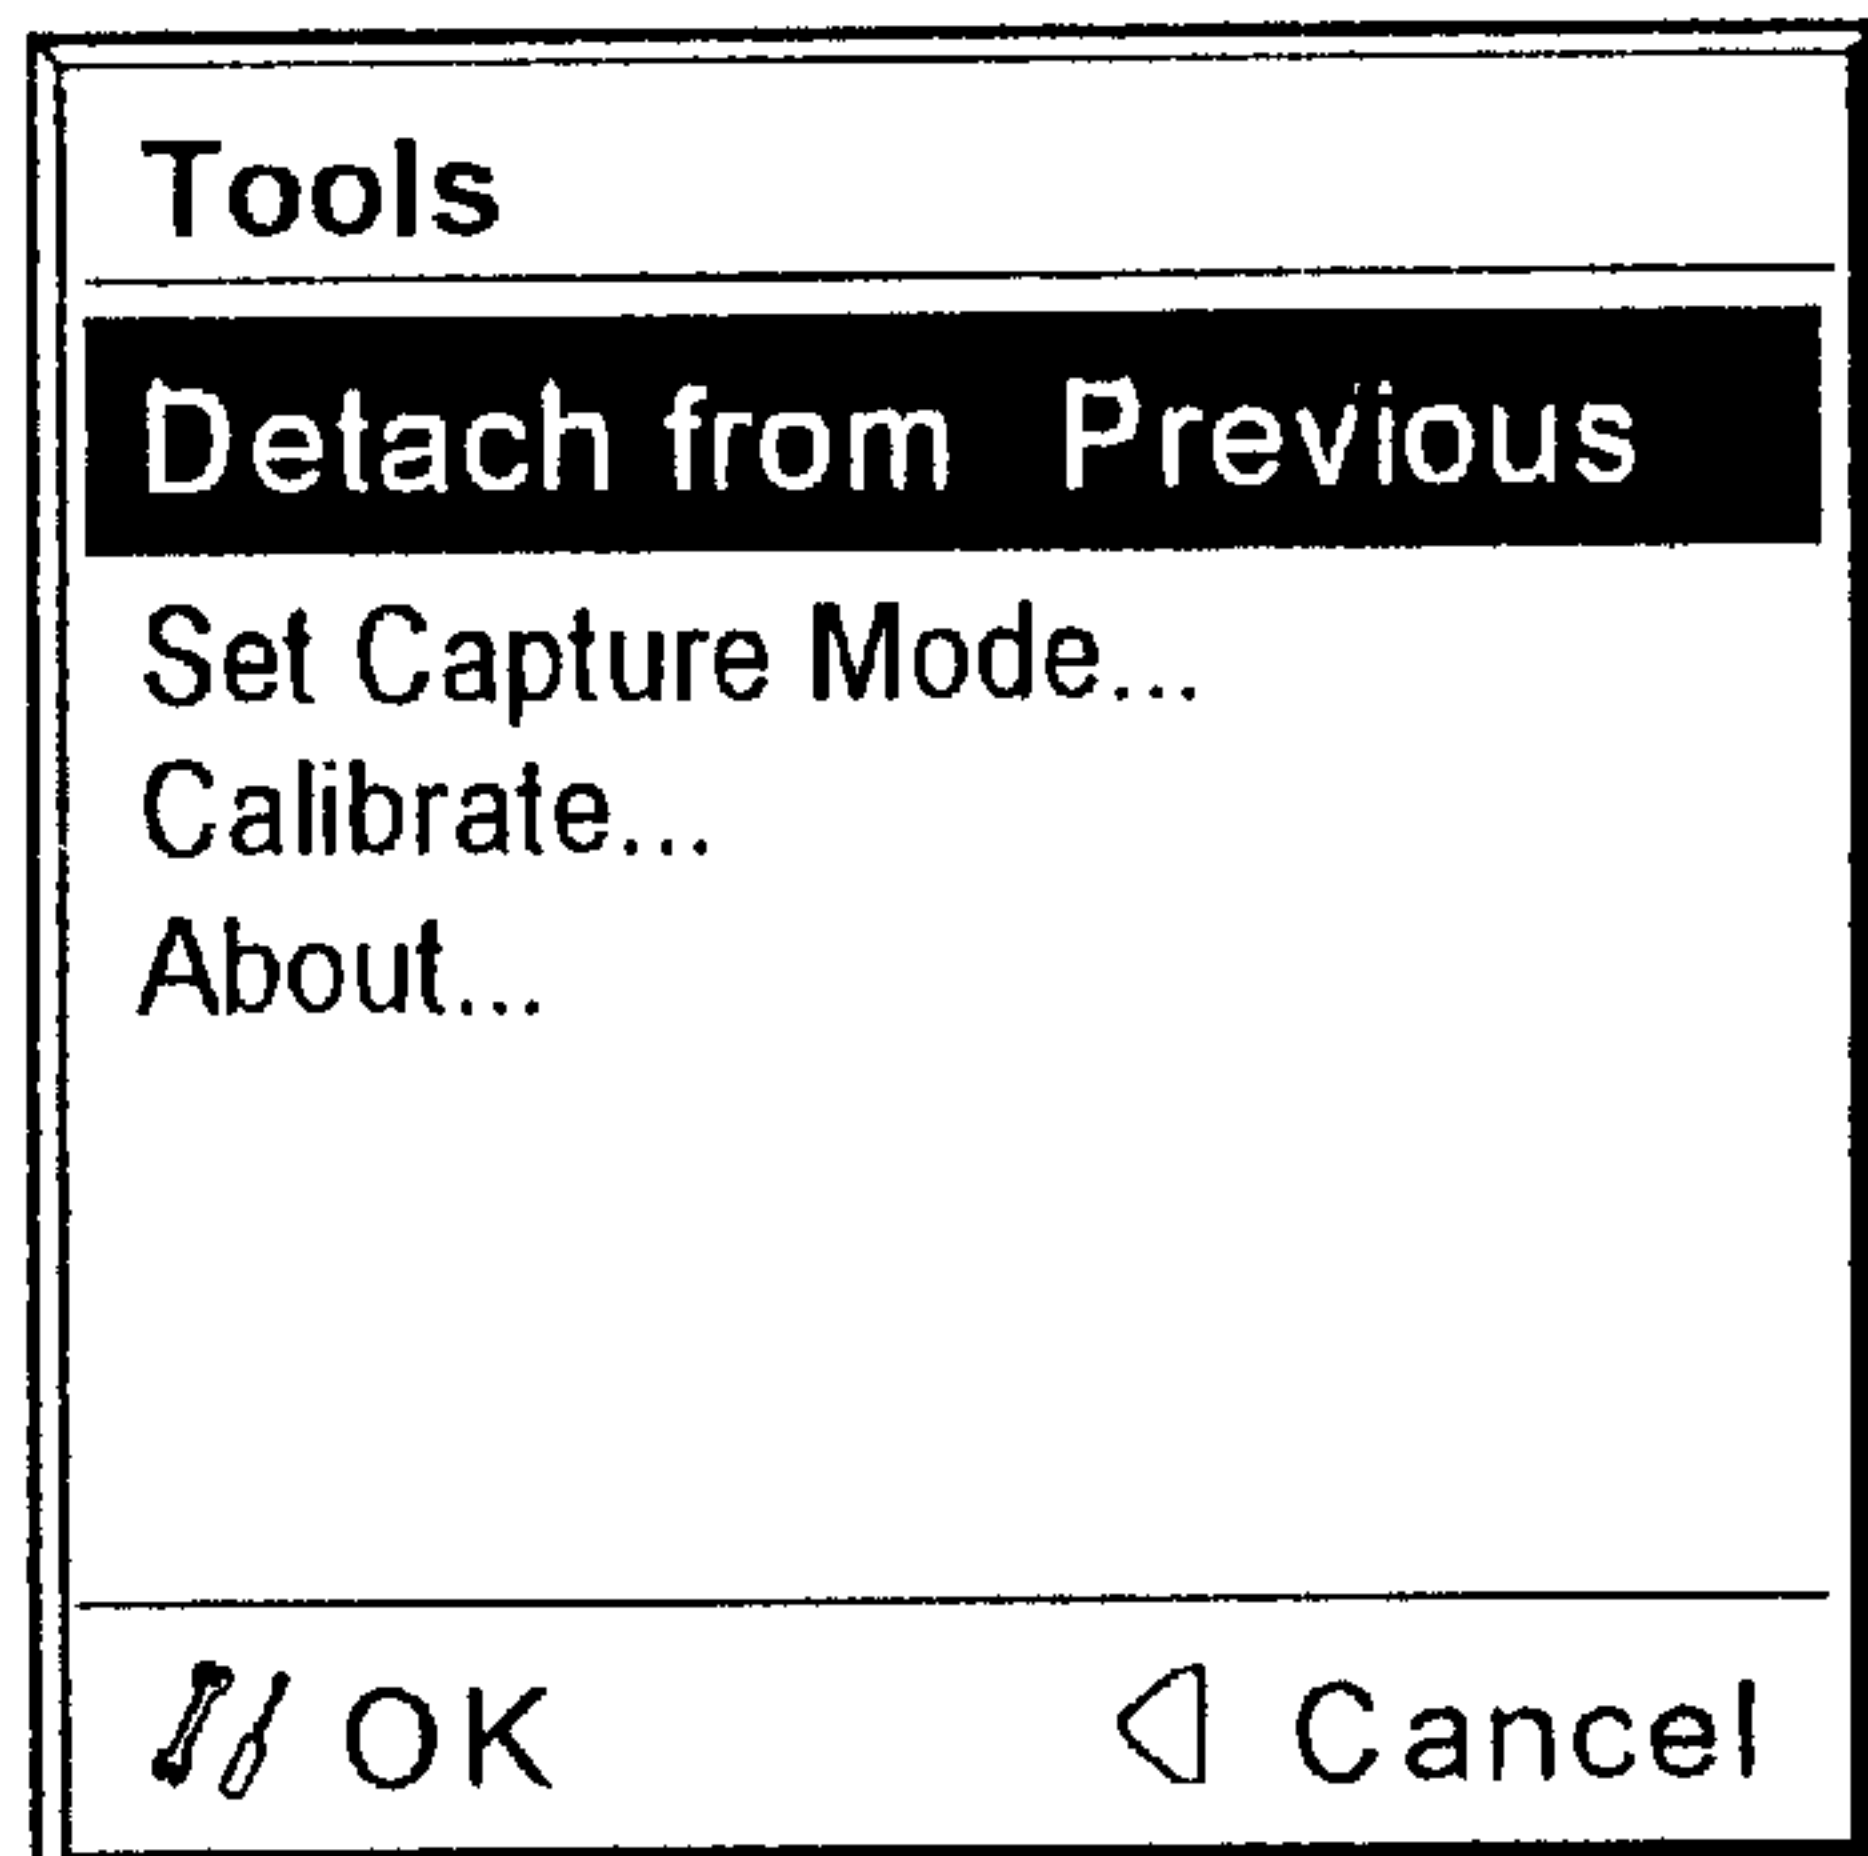 Tools
Detach from Previous
Set Capture Mode...
Calibrate...
About...
OK Cancel